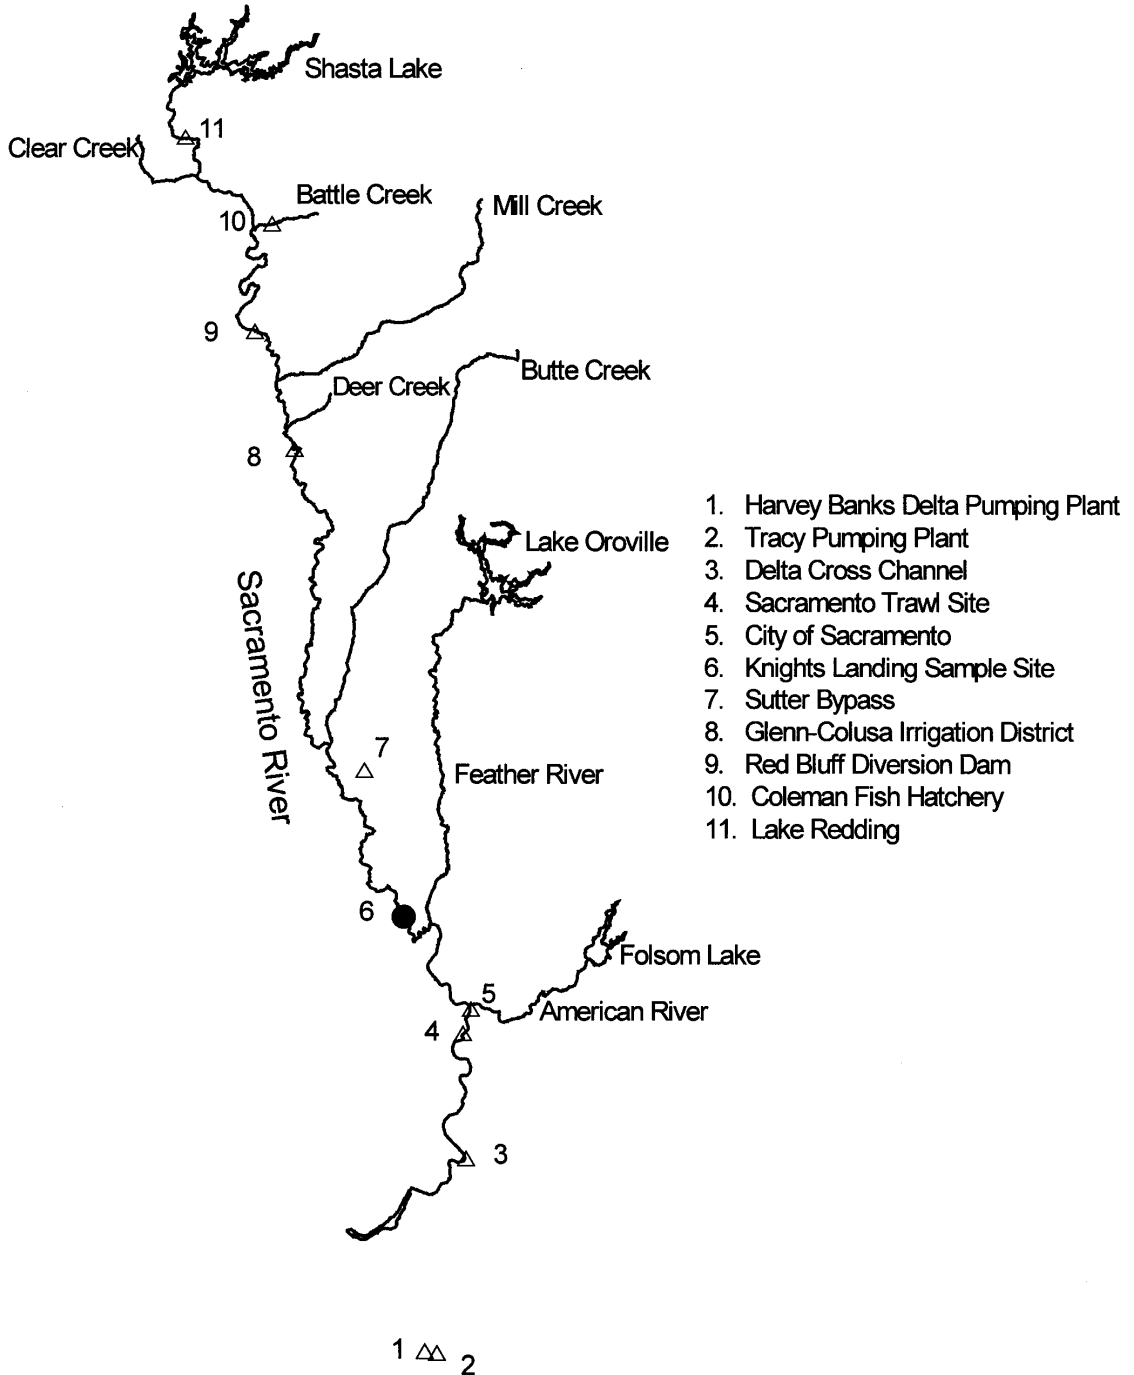 Shasta Lake
11
Clear Creek
Battle Creek
10
Mill Creek
9
Butte Creek
Deer Creek
8
Lake Oroville
Sacramento River
7
Feather River
6
Folsom Lake
5
American River
4
3
1
2
1. Harvey Banks Delta Pumping Plant
2. Tracy Pumping Plant
3. Delta Cross Channel
4. Sacramento Trawl Site
5. City of Sacramento
6. Knights Landing Sample Site
7. Sutter Bypass
8. Glenn-Colusa Irrigation District
9. Red Bluff Diversion Dam
10. Coleman Fish Hatchery
11. Lake Redding